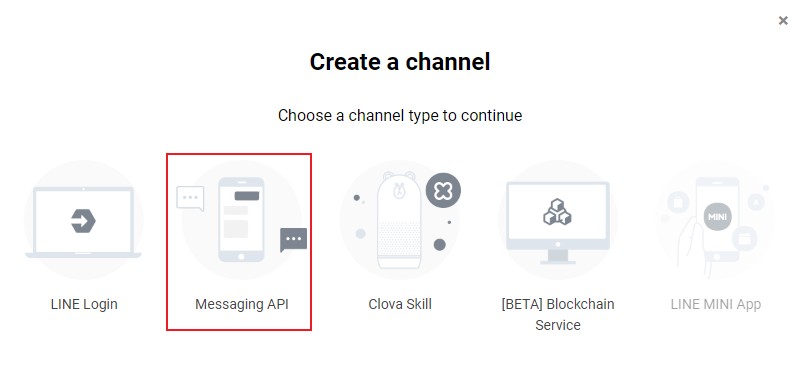 Create a channel
Choose a channel type to continue
MINI
LINE Login
Messaging API
Clova Skill
[BETA] Blockchain
Service
LINE MINI App